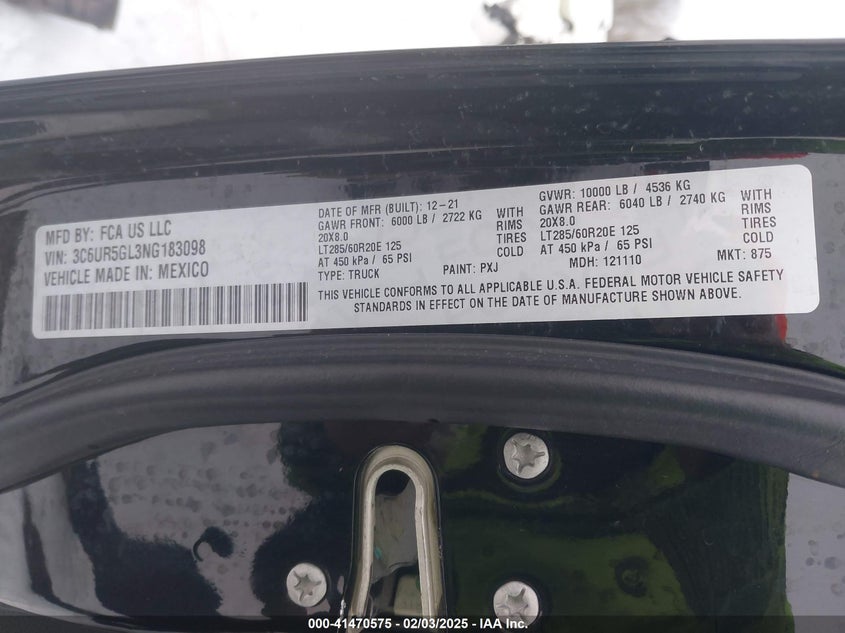 MFD BY: FCA US LLC
VIN: 3C6UR5GL3NG183098
VEHICLE MADE IN: MEXICO
DATE OF MFR (BUILT): 12-21
GAWR FRONT: 6000 LB / 2722 KG WITH
20X8.0 RIMS
LT285/60R20E 125 TIRES
AT 450 kPa / 65 PSI COLD
TYPE: TRUCK PAINT: PXJ
GVWR: 10000 LB / 4536 KG
GAWR REAR: 6040 LB / 2740 KG WITH
20X8.0 RIMS
LT285/60R20E 125 TIRES
AT 450 kPa / 65 PSI COLD
MDH: 121110 MKT: 875
THIS VEHICLE CONFORMS TO ALL APPLICABLE U.S.A. FEDERAL MOTOR VEHICLE SAFETY
STANDARDS IN EFFECT ON THE DATE OF MANUFACTURE SHOWN ABOVE.
000-41470575 - 02/03/2025 - IAA Inc.